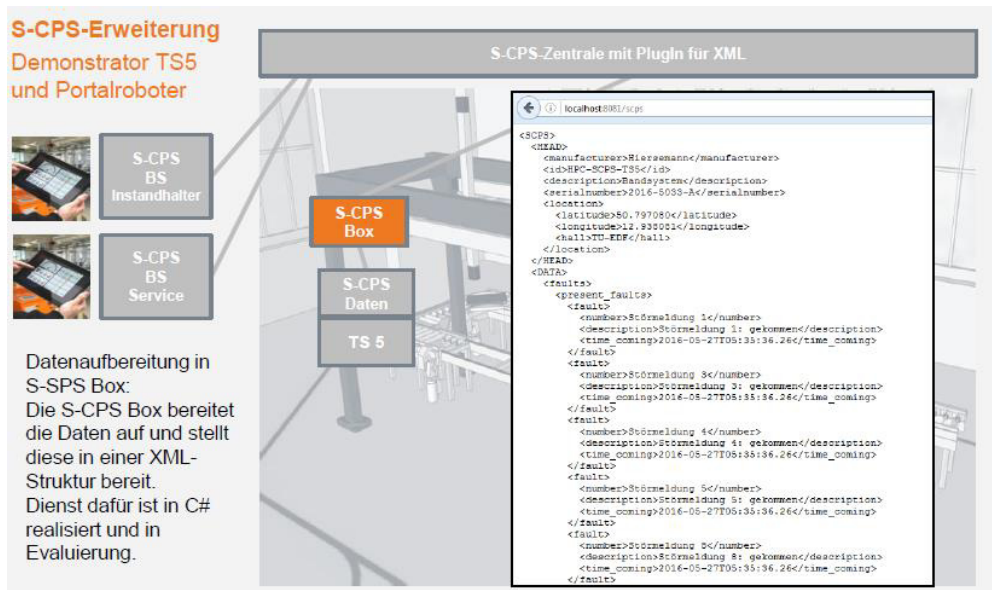 S-CPS-Erweiterung
Demonstrator TS5
und Portalroboter
S-CPS-Zentrale mit PlugIn für XML
S-CPS
BS
Instandhalter
S-CPS
BS
Service
S-CPS
Box
S-CPS
Daten
TS 5
Datenaufbereitung in
S-SPS Box:
Die S-CPS Box bereitet
die Daten auf und stellt
diese in einer XML-
Struktur bereit.
Dienst dafür ist in C#
realisiert und in
Evaluierung.
localhost:8081/scps
<SCPS>
<HEAD>
<manufacturer>Hiersemann</manufacturer>
<id>HPC-SCPS-TS5</id>
<description>Bandsystem</description>
<serialnumber>2016-5033-A</serialnumber>
<location>
<latitude>50.797080</latitude>
<longitude>12.938081</longitude>
<hall>TU-EDF</hall>
</location>
</HEAD>
<DATA>
<faults>
<present_faults>
<fault>
<number>Störmeldung 1</number>
<description>Störmeldung 1: gekommen</description>
<time_coming>2016-05-27T05:35:36.26</time_coming>
</fault>
<fault>
<number>Störmeldung 3</number>
<description>Störmeldung 3: gekommen</description>
<time_coming>2016-05-27T05:35:36.26</time_coming>
</fault>
<fault>
<number>Störmeldung 4</number>
<description>Störmeldung 4: gekommen</description>
<time_coming>2016-05-27T05:35:36.26</time_coming>
</fault>
<fault>
<number>Störmeldung 5</number>
<description>Störmeldung 5: gekommen</description>
<time_coming>2016-05-27T05:35:36.26</time_coming>
</fault>
<fault>
<number>Störmeldung 8</number>
<description>Störmeldung 8: gekommen</description>
<time_coming>2016-05-27T05:35:36.26</time_coming>
</fault>